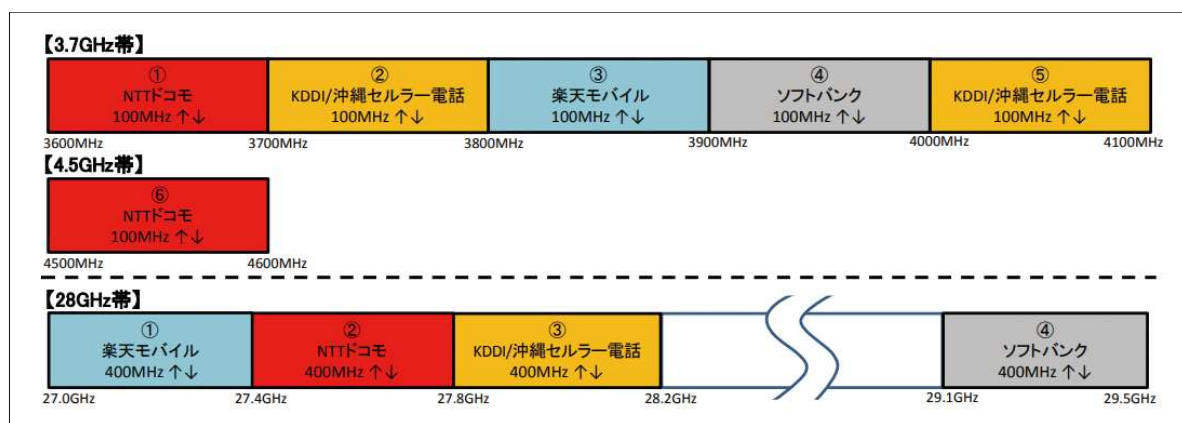 【3.7GHz帯】
① ② ③ ④ ⑤
NTTドコモ KDDI/沖縄セルラー電話 楽天モバイル ソフトバンク KDDI/沖縄セルラー電話
100MHz ↑↓ 100MHz ↑↓ 100MHz ↑↓ 100MHz ↑↓ 100MHz ↑↓
3600MHz 3700MHz 3800MHz 3900MHz 4000MHz 4100MHz
【4.5GHz帯】
⑥
NTTドコモ
100MHz ↑↓
4500MHz 4600MHz
【28GHz帯】
① ② ③ ④
楽天モバイル NTTドコモ KDDI/沖縄セルラー電話 ソフトバンク
400MHz ↑↓ 400MHz ↑↓ 400MHz ↑↓ 400MHz ↑↓
27.0GHz 27.4GHz 27.8GHz 28.2GHz 29.1GHz 29.5GHz